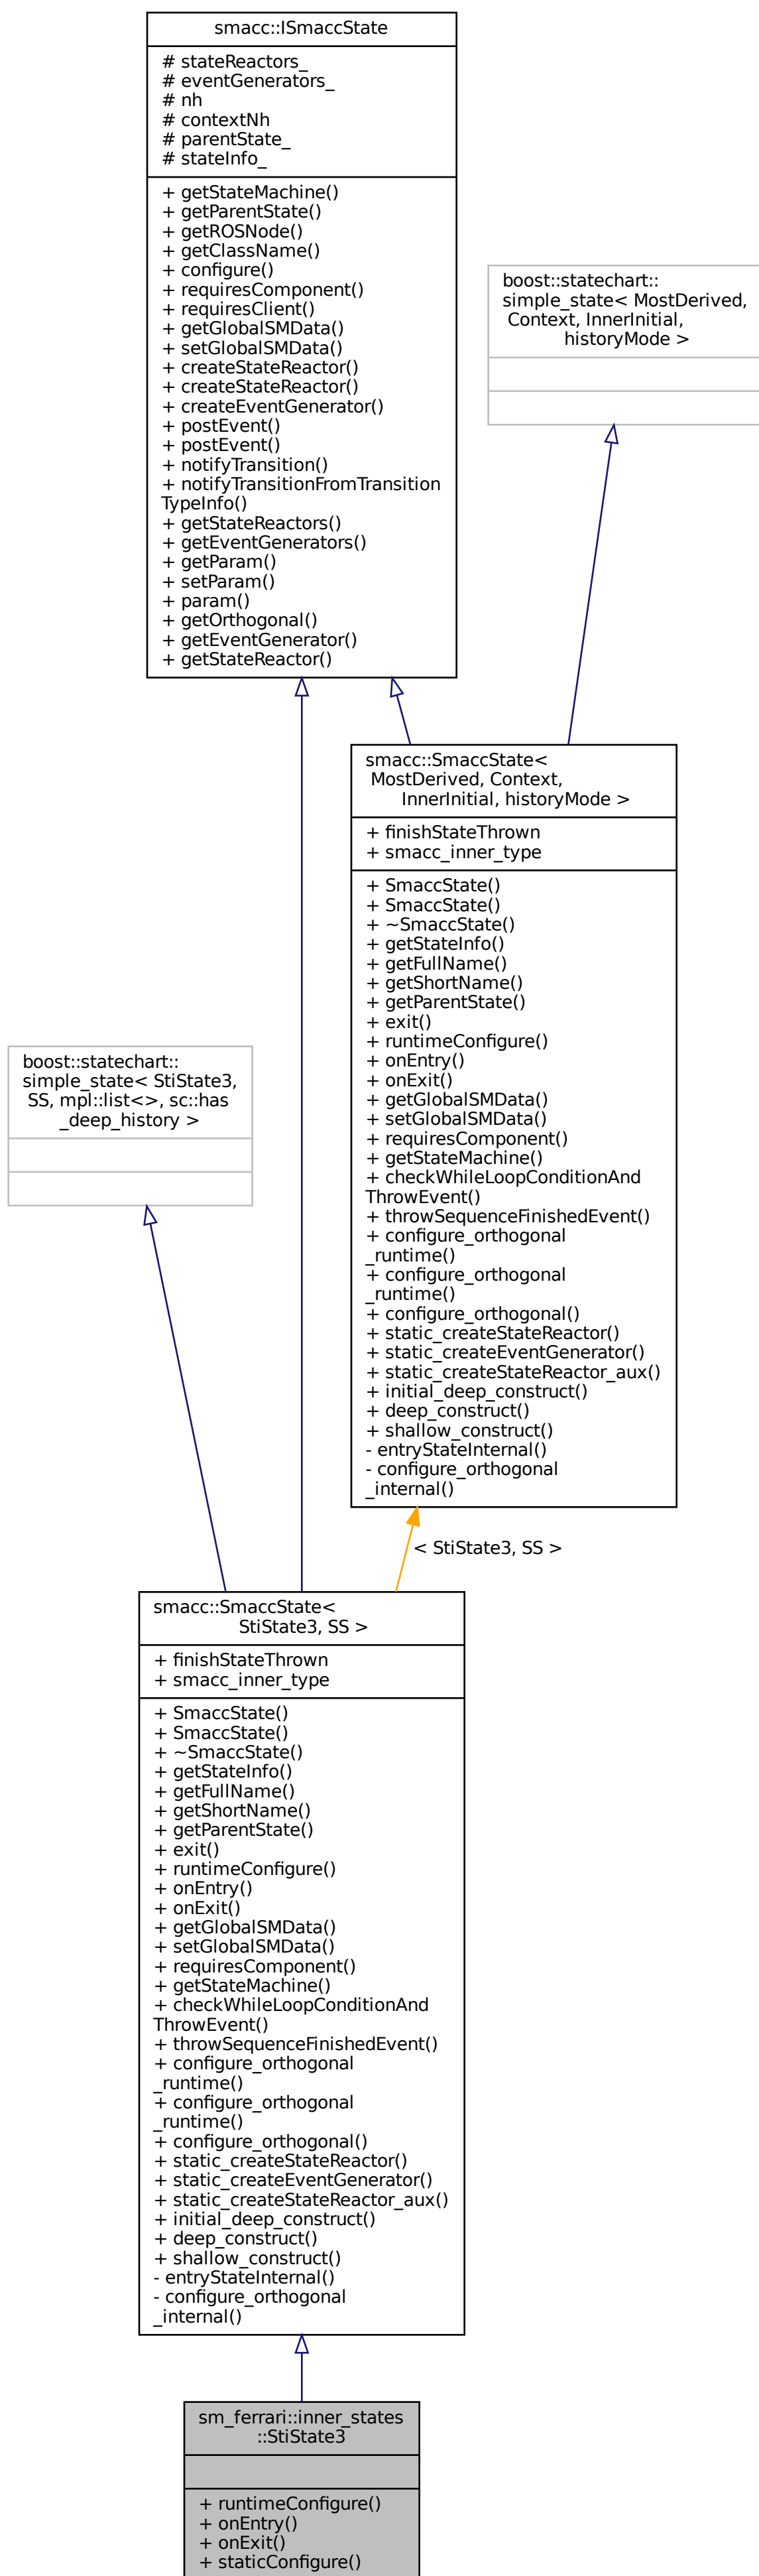 smacc::ISmaccState
# stateReactors_
# eventGenerators_
# nh
# contextNh
# parentState_
# stateInfo_
+ getStateMachine()
+ getParentState()
+ getROSNode()
+ getClassName()
+ configure()
+ requiresComponent()
+ requiresClient()
+ getGlobalSMData()
+ setGlobalSMData()
+ createStateReactor()
+ createStateReactor()
+ createEventGenerator()
+ postEvent()
+ postEvent()
+ notifyTransition()
+ notifyTransitionFromTransition
TypeInfo()
+ getStateReactors()
+ getEventGenerators()
+ getParam()
+ setParam()
+ param()
+ getOrthogonal()
+ getEventGenerator()
+ getStateReactor()
boost::statechart::
simple_state< MostDerived,
Context, InnerInitial,
historyMode >
smacc::SmaccState<
MostDerived, Context,
InnerInitial, historyMode >
+ finishStateThrown
+ smacc_inner_type
+ SmaccState()
+ SmaccState()
+ ~SmaccState()
+ getStateInfo()
+ getFullName()
+ getShortName()
+ getParentState()
+ exit()
+ runtimeConfigure()
+ onEntry()
+ onExit()
+ getGlobalSMData()
+ setGlobalSMData()
+ requiresComponent()
+ getStateMachine()
+ checkWhileLoopConditionAnd
ThrowEvent()
+ throwSequenceFinishedEvent()
+ configure_orthogonal
_runtime()
+ configure_orthogonal
_runtime()
+ configure_orthogonal()
+ static_createStateReactor()
+ static_createEventGenerator()
+ static_createStateReactor_aux()
+ initial_deep_construct()
+ deep_construct()
+ shallow_construct()
- entryStateInternal()
- configure_orthogonal
_internal()
boost::statechart::
simple_state< StiState3,
SS, mpl::list<>, sc::has
_deep_history >
< StiState3, SS >
smacc::SmaccState<
StiState3, SS >
+ finishStateThrown
+ smacc_inner_type
+ SmaccState()
+ SmaccState()
+ ~SmaccState()
+ getStateInfo()
+ getFullName()
+ getShortName()
+ getParentState()
+ exit()
+ runtimeConfigure()
+ onEntry()
+ onExit()
+ getGlobalSMData()
+ setGlobalSMData()
+ requiresComponent()
+ getStateMachine()
+ checkWhileLoopConditionAnd
ThrowEvent()
+ throwSequenceFinishedEvent()
+ configure_orthogonal
_runtime()
+ configure_orthogonal
_runtime()
+ configure_orthogonal()
+ static_createStateReactor()
+ static_createEventGenerator()
+ static_createStateReactor_aux()
+ initial_deep_construct()
+ deep_construct()
+ shallow_construct()
- entryStateInternal()
- configure_orthogonal
_internal()
sm_ferrari::inner_states
::StiState3
+ runtimeConfigure()
+ onEntry()
+ onExit()
+ staticConfigure()